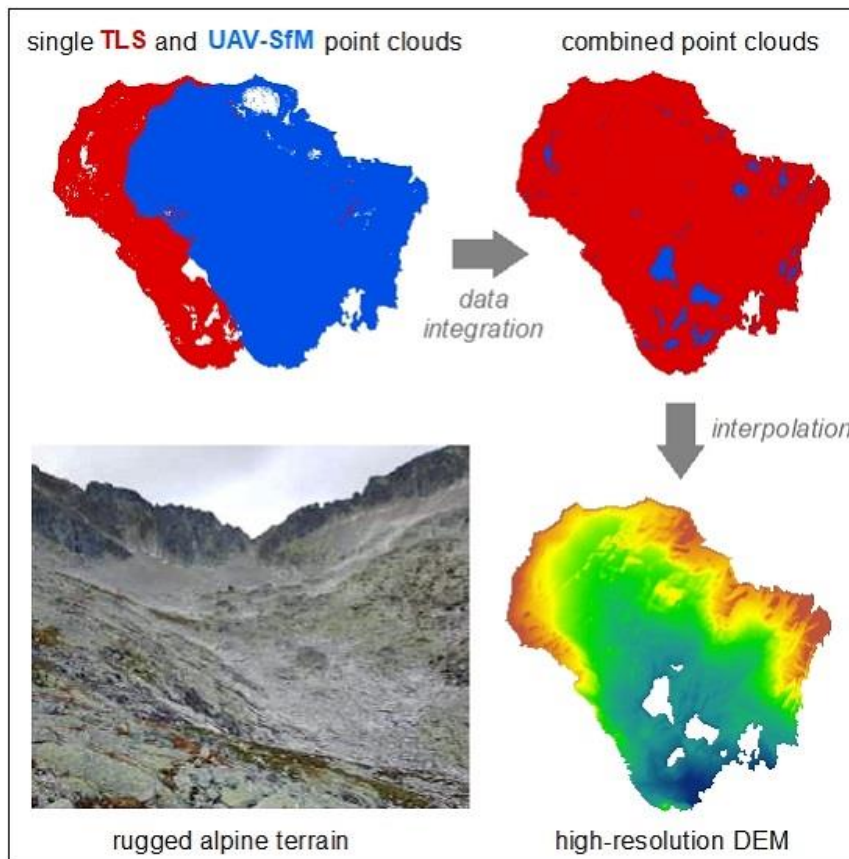 single TLS and UAV-SfM point clouds
combined point clouds
data
integration
interpolation
rugged alpine terrain
high-resolution DEM